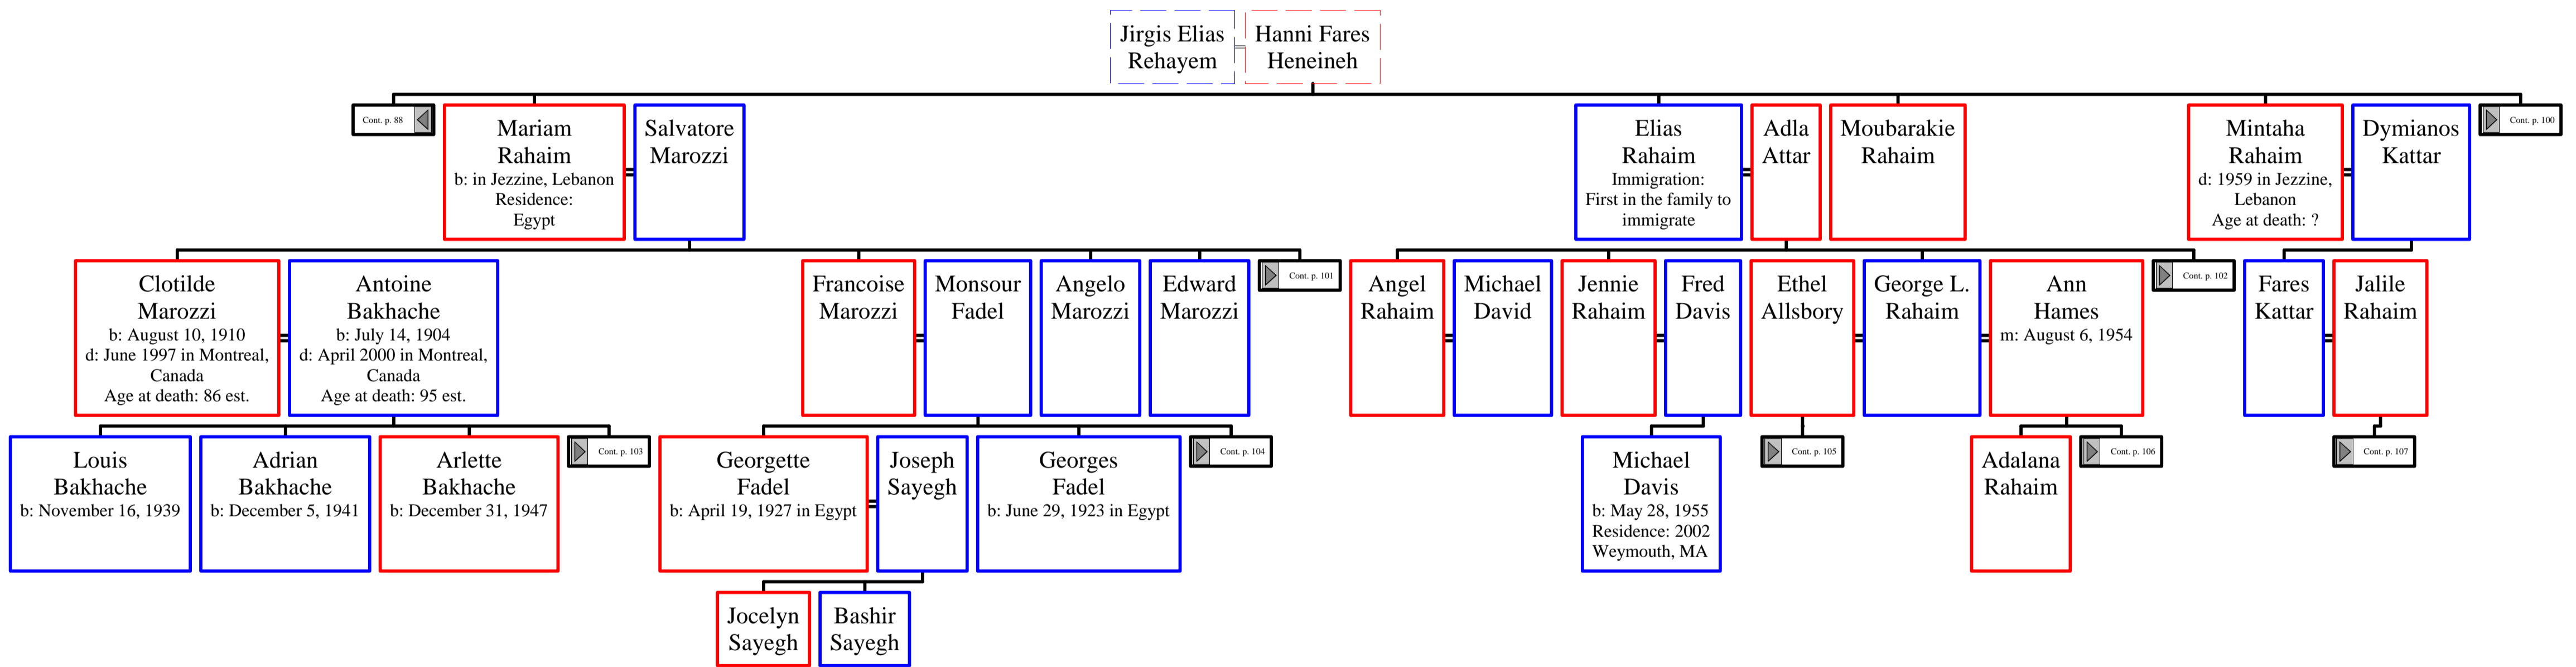 Jirgis Elias
Rehayem
Hanni Fares
Heneineh
Cont. p. 88
Mariam
Rahaim
b: in Jezzine, Lebanon
Residence:
Egypt
Salvatore
Marozzi
Elias
Rahaim
Immigration:
First in the family to
immigrate
Adla
Attar
Moubarakie
Rahaim
Mintaha
Rahaim
d: 1959 in Jezzine,
Lebanon
Age at death: ?
Dymianos
Kattar
Cont. p. 100
Clotilde
Marozzi
b: August 10, 1910
d: June 1997 in Montreal,
Canada
Age at death: 86 est.
Antoine
Bakhache
b: July 14, 1904
d: April 2000 in Montreal,
Canada
Age at death: 95 est.
Francoise
Marozzi
Monsour
Fadel
Angelo
Marozzi
Edward
Marozzi
Cont. p. 101
Angel
Rahaim
Michael
David
Jennie
Rahaim
Fred
Davis
Ethel
Allsbory
George L.
Rahaim
Ann
Hames
m: August 6, 1954
Cont. p. 102
Fares
Kattar
Jalile
Rahaim
Louis
Bakhache
b: November 16, 1939
Adrian
Bakhache
b: December 5, 1941
Arlette
Bakhache
b: December 31, 1947
Cont. p. 103
Georgette
Fadel
b: April 19, 1927 in Egypt
Joseph
Sayegh
Georges
Fadel
b: June 29, 1923 in Egypt
Cont. p. 104
Michael
Davis
b: May 28, 1955
Residence: 2002
Weymouth, MA
Cont. p. 105
Adalana
Rahaim
Cont. p. 106
Cont. p. 107
Jocelyn
Sayegh
Bashir
Sayegh